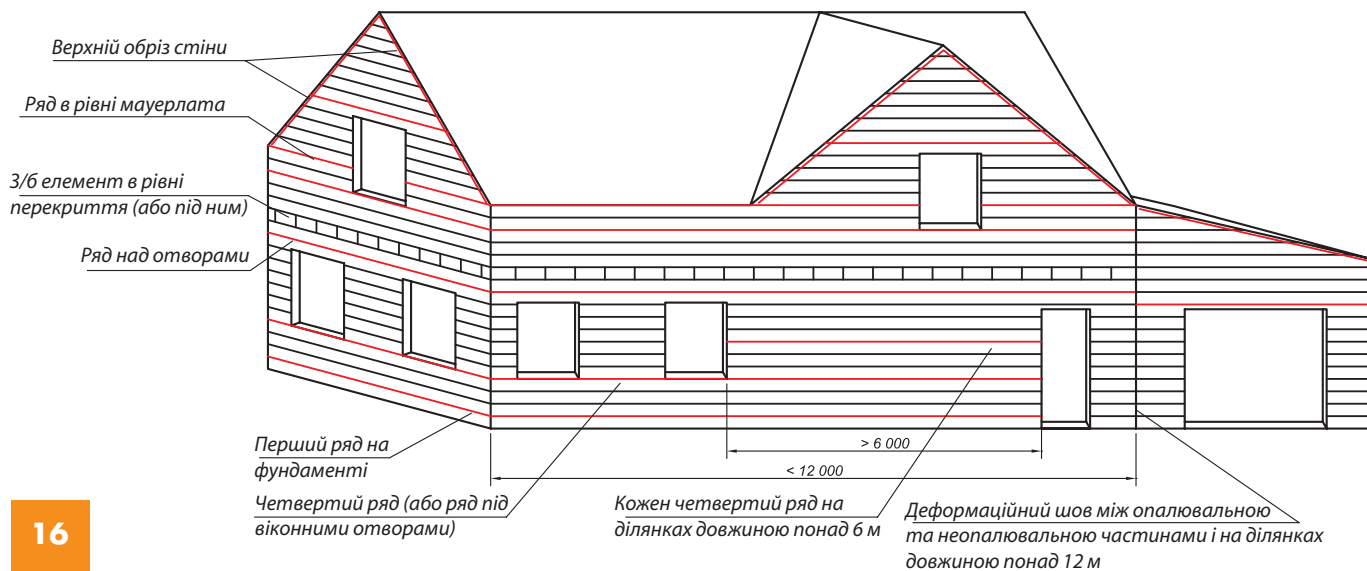 Верхній обріз стіни
Ряд в рівні мауерлата
З/б елемент в рівні
перекриття (або під ним)
Ряд над отворами
Перший ряд на
фундаменті
Четвертий ряд (або ряд під
віконними отворами)
> 6 000
< 12 000
Кожен четвертий ряд на
ділянках довжиною понад 6 м
Деформаційний шов між опалювальною
та неопалювальною частинами і на ділянках
довжиною понад 12 м
16